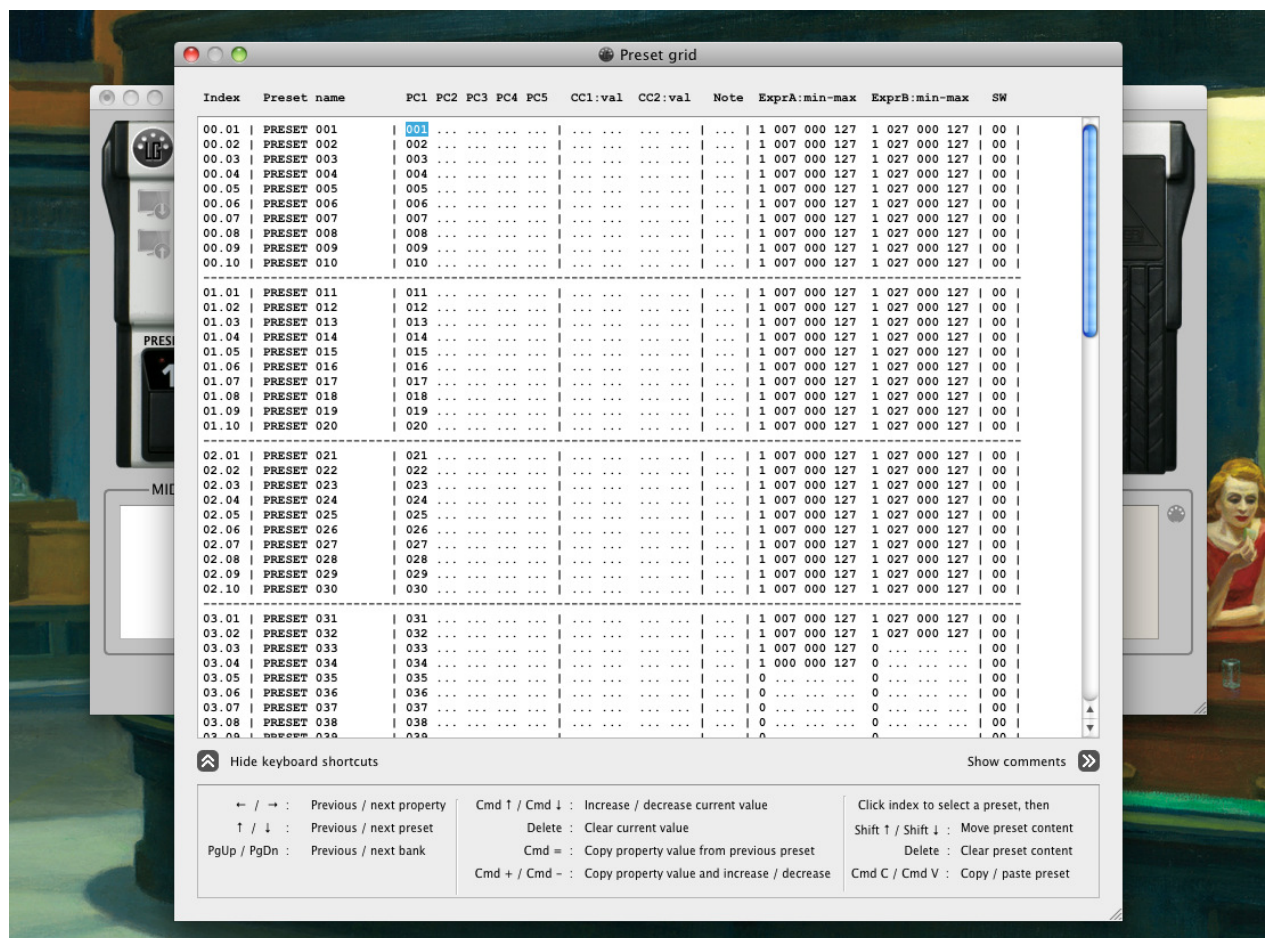 Preset grid
Index Preset name PC1 PC2 PC3 PC4 PC5 CC1:val CC2:val Note ExprA:min-max ExprB:min-max SW
00.01 | PRESET 001 | 001 ... ... ... ... | ... ... ... ... | ... | 1 007 000 127 1 027 000 127 | 00 |
00.02 | PRESET 002 | 002 ... ... ... ... | ... ... ... ... | ... | 1 007 000 127 1 027 000 127 | 00 |
00.03 | PRESET 003 | 003 ... ... ... ... | ... ... ... ... | ... | 1 007 000 127 1 027 000 127 | 00 |
00.04 | PRESET 004 | 004 ... ... ... ... | ... ... ... ... | ... | 1 007 000 127 1 027 000 127 | 00 |
00.05 | PRESET 005 | 005 ... ... ... ... | ... ... ... ... | ... | 1 007 000 127 1 027 000 127 | 00 |
00.06 | PRESET 006 | 006 ... ... ... ... | ... ... ... ... | ... | 1 007 000 127 1 027 000 127 | 00 |
00.07 | PRESET 007 | 007 ... ... ... ... | ... ... ... ... | ... | 1 007 000 127 1 027 000 127 | 00 |
00.08 | PRESET 008 | 008 ... ... ... ... | ... ... ... ... | ... | 1 007 000 127 1 027 000 127 | 00 |
00.09 | PRESET 009 | 009 ... ... ... ... | ... ... ... ... | ... | 1 007 000 127 1 027 000 127 | 00 |
00.10 | PRESET 010 | 010 ... ... ... ... | ... ... ... ... | ... | 1 007 000 127 1 027 000 127 | 00 |
01.01 | PRESET 011 | 011 ... ... ... ... | ... ... ... ... | ... | 1 007 000 127 1 027 000 127 | 00 |
01.02 | PRESET 012 | 012 ... ... ... ... | ... ... ... ... | ... | 1 007 000 127 1 027 000 127 | 00 |
01.03 | PRESET 013 | 013 ... ... ... ... | ... ... ... ... | ... | 1 007 000 127 1 027 000 127 | 00 |
01.04 | PRESET 014 | 014 ... ... ... ... | ... ... ... ... | ... | 1 007 000 127 1 027 000 127 | 00 |
01.05 | PRESET 015 | 015 ... ... ... ... | ... ... ... ... | ... | 1 007 000 127 1 027 000 127 | 00 |
01.06 | PRESET 016 | 016 ... ... ... ... | ... ... ... ... | ... | 1 007 000 127 1 027 000 127 | 00 |
01.07 | PRESET 017 | 017 ... ... ... ... | ... ... ... ... | ... | 1 007 000 127 1 027 000 127 | 00 |
01.08 | PRESET 018 | 018 ... ... ... ... | ... ... ... ... | ... | 1 007 000 127 1 027 000 127 | 00 |
01.09 | PRESET 019 | 019 ... ... ... ... | ... ... ... ... | ... | 1 007 000 127 1 027 000 127 | 00 |
01.10 | PRESET 020 | 020 ... ... ... ... | ... ... ... ... | ... | 1 007 000 127 1 027 000 127 | 00 |
02.01 | PRESET 021 | 021 ... ... ... ... | ... ... ... ... | ... | 1 007 000 127 1 027 000 127 | 00 |
02.02 | PRESET 022 | 022 ... ... ... ... | ... ... ... ... | ... | 1 007 000 127 1 027 000 127 | 00 |
02.03 | PRESET 023 | 023 ... ... ... ... | ... ... ... ... | ... | 1 007 000 127 1 027 000 127 | 00 |
02.04 | PRESET 024 | 024 ... ... ... ... | ... ... ... ... | ... | 1 007 000 127 1 027 000 127 | 00 |
02.05 | PRESET 025 | 025 ... ... ... ... | ... ... ... ... | ... | 1 007 000 127 1 027 000 127 | 00 |
02.06 | PRESET 026 | 026 ... ... ... ... | ... ... ... ... | ... | 1 007 000 127 1 027 000 127 | 00 |
02.07 | PRESET 027 | 027 ... ... ... ... | ... ... ... ... | ... | 1 007 000 127 1 027 000 127 | 00 |
02.08 | PRESET 028 | 028 ... ... ... ... | ... ... ... ... | ... | 1 007 000 127 1 027 000 127 | 00 |
02.09 | PRESET 029 | 029 ... ... ... ... | ... ... ... ... | ... | 1 007 000 127 1 027 000 127 | 00 |
02.10 | PRESET 030 | 030 ... ... ... ... | ... ... ... ... | ... | 1 007 000 127 1 027 000 127 | 00 |
03.01 | PRESET 031 | 031 ... ... ... ... | ... ... ... ... | ... | 1 007 000 127 1 027 000 127 | 00 |
03.02 | PRESET 032 | 032 ... ... ... ... | ... ... ... ... | ... | 1 007 000 127 1 027 000 127 | 00 |
03.03 | PRESET 033 | 033 ... ... ... ... | ... ... ... ... | ... | 1 007 000 127 0 ... ... ... | 00 |
03.04 | PRESET 034 | 034 ... ... ... ... | ... ... ... ... | ... | 1 000 000 127 0 ... ... ... | 00 |
03.05 | PRESET 035 | 035 ... ... ... ... | ... ... ... ... | ... | 0 ... ... ... 0 ... ... ... | 00 |
03.06 | PRESET 036 | 036 ... ... ... ... | ... ... ... ... | ... | 0 ... ... ... 0 ... ... ... | 00 |
03.07 | PRESET 037 | 037 ... ... ... ... | ... ... ... ... | ... | 0 ... ... ... 0 ... ... ... | 00 |
03.08 | PRESET 038 | 038 ... ... ... ... | ... ... ... ... | ... | 0 ... ... ... 0 ... ... ... | 00 |
03.09 | PRESET 039 | 039
LG
PRESE
1
MID
Hide keyboard shortcuts
Show comments
← / → : Previous / next property
↑ / ↓ : Previous / next preset
PgUp / PgDn : Previous / next bank
Cmd ↑ / Cmd ↓ : Increase / decrease current value
Delete : Clear current value
Cmd = : Copy property value from previous preset
Cmd + / Cmd - : Copy property value and increase / decrease
Click index to select a preset, then
Shift ↑ / Shift ↓ : Move preset content
Delete : Clear preset content
Cmd C / Cmd V : Copy / paste preset